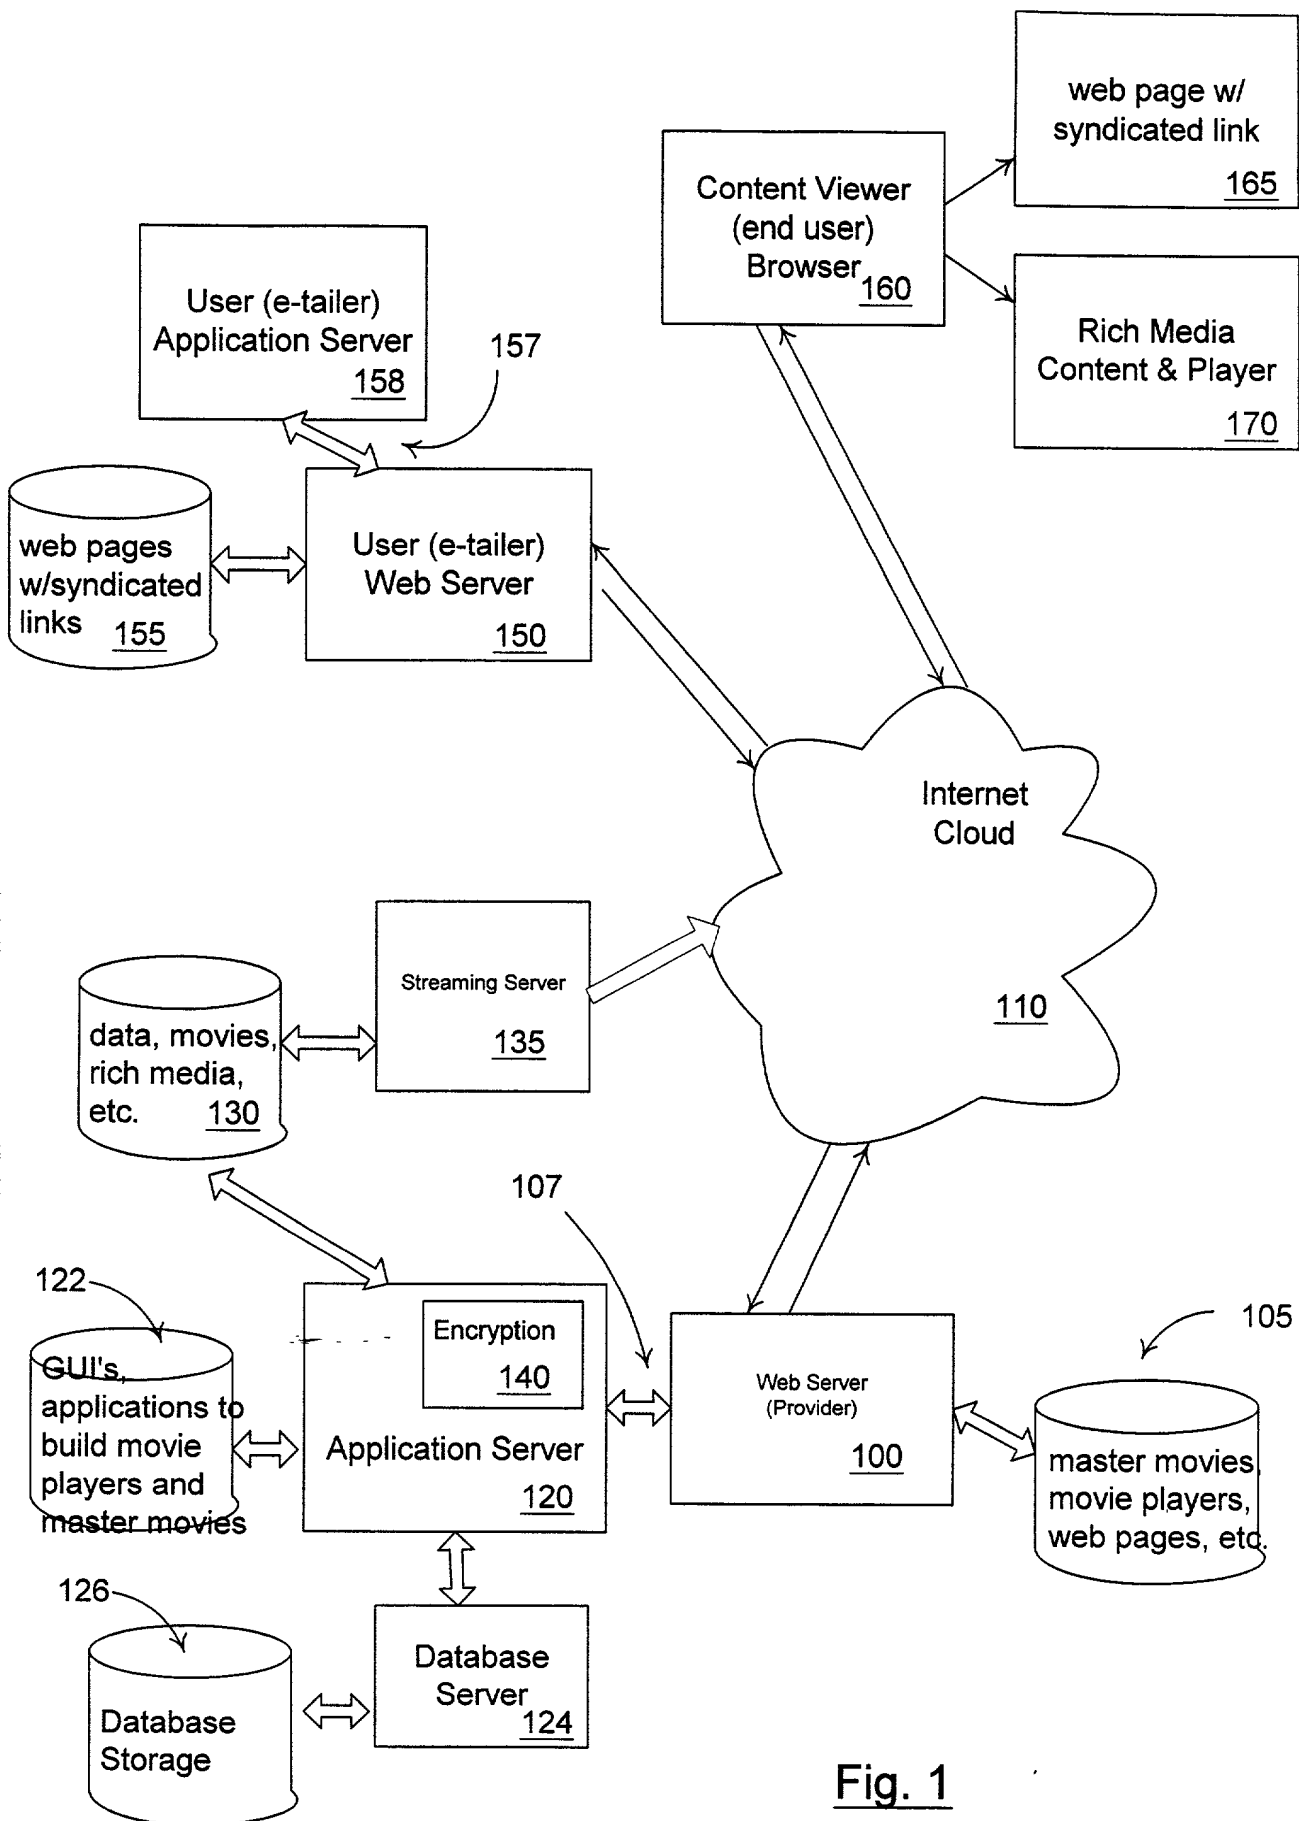 web page w/
syndicated link
165
Content Viewer
(end user)
Browser
160
User (e-tailer)
Application Server
158
157
Rich Media
Content & Player
170
web pages
w/syndicated
links
155
User (e-tailer)
Web Server
150
Internet
Cloud
110
Streaming Server
135
data, movies,
rich media,
etc.
130
107
122
GUI's,
applications to
build movie
players and
master movies
Encryption
140
Application Server
120
Web Server
(Provider)
100
105
master movies,
movie players,
web pages, etc.
126
Database
Storage
Database
Server
124
Fig. 1